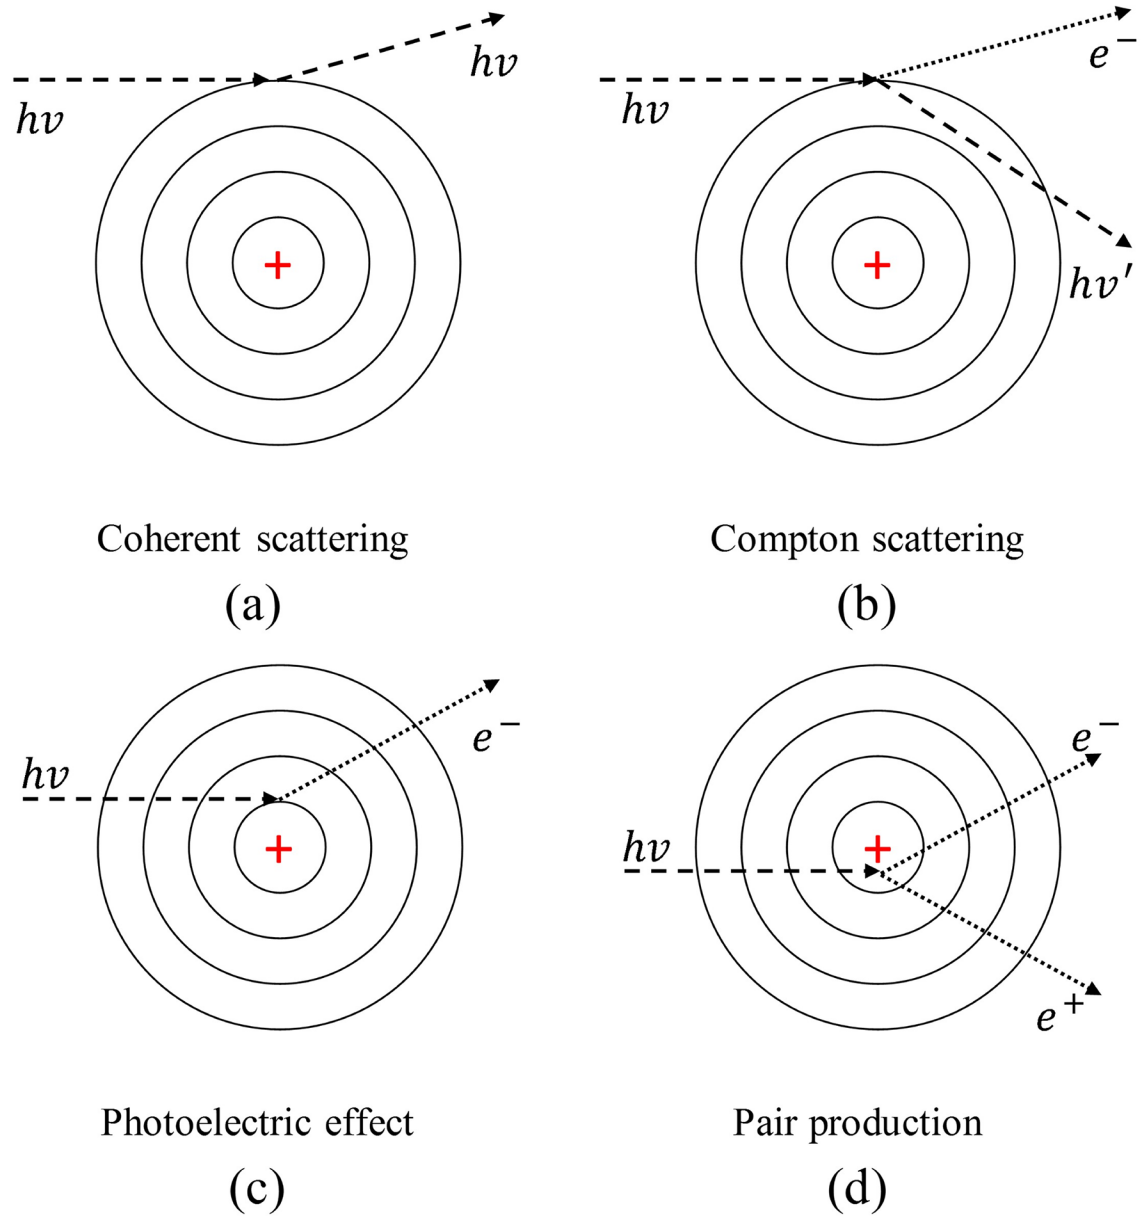 hν
hν
Coherent scattering
(a)
hν
e⁻
hν′
Compton scattering
(b)
hν
e⁻
+
Photoelectric effect
(c)
hν
e⁻
+
e⁺
Pair production
(d)